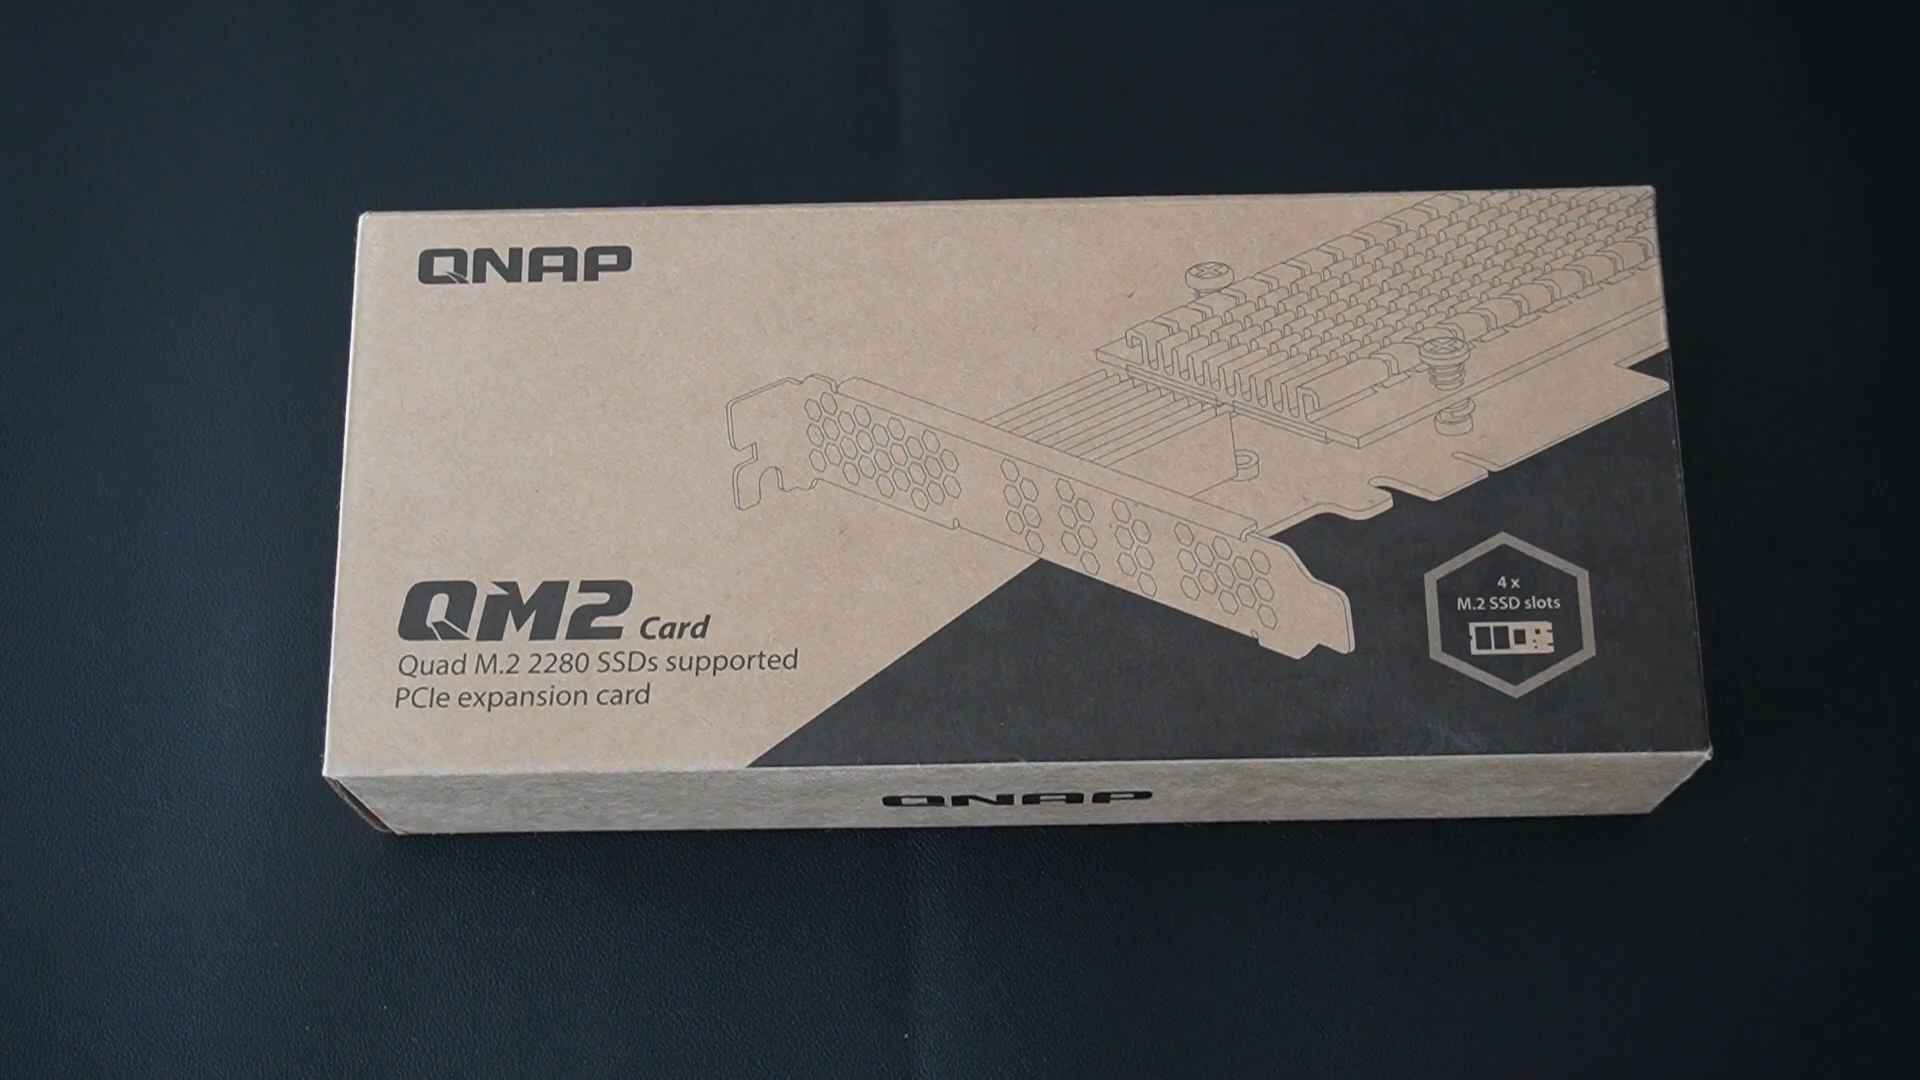 QNAP
QM2 Card
Quad M.2 2280 SSDs supported
PCIe expansion card
4 x
M.2 SSD slots
QNAP